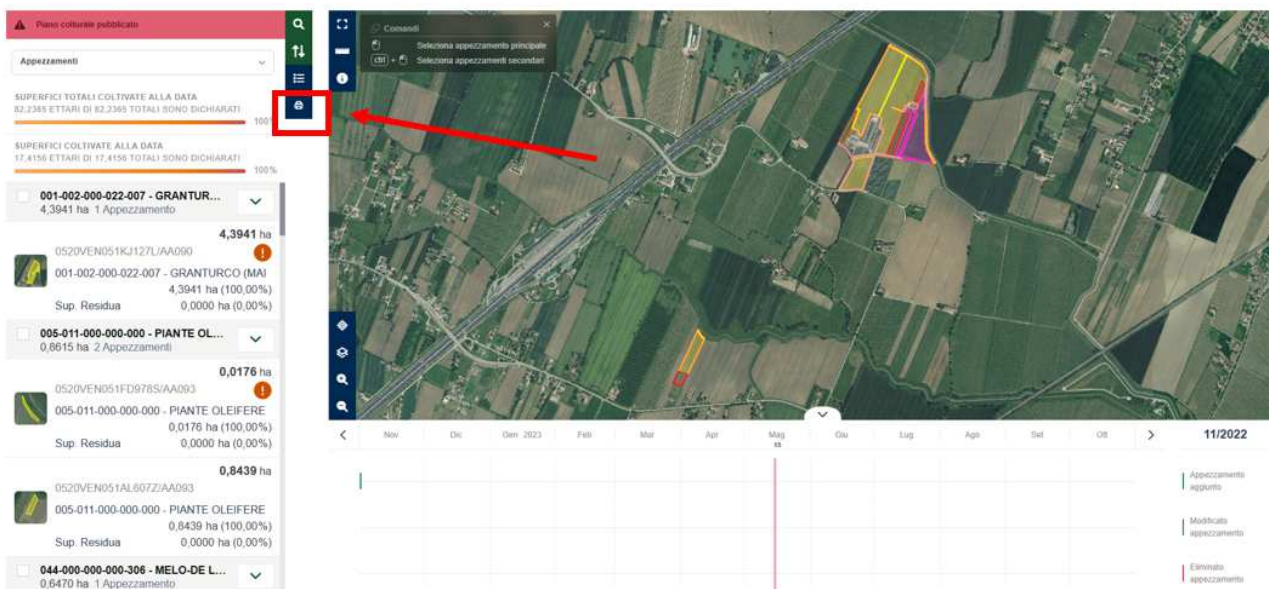 Piano colturale pubblicato
Appezzamenti
SUPERFICI TOTALI COLTIVATE ALLA DATA
82,2365 ETTARI DI 82,2365 TOTALI SONO DICHIARATI
100%
SUPERFICI COLTIVATE ALLA DATA
17,4156 ETTARI DI 17,4156 TOTALI SONO DICHIARATI
100%
001-002-000-022-007 - GRANTUR...
4,3941 ha 1 Appezzamento
4,3941 ha
0520VEN051KJ127L/AA090
001-002-000-022-007 - GRANTURCO (MAI
4,3941 ha (100,00%)
Sup. Residua 0,0000 ha (0,00%)
005-011-000-000-000 - PIANTE OL...
0,8615 ha 2 Appezzamenti
0,0176 ha
0520VEN051FD978S/AA093
005-011-000-000-000 - PIANTE OLEIFERE
0,0176 ha (100,00%)
Sup. Residua 0,0000 ha (0,00%)
0,8439 ha
0520VEN051AL607Z/AA093
005-011-000-000-000 - PIANTE OLEIFERE
0,8439 ha (100,00%)
Sup. Residua 0,0000 ha (0,00%)
044-000-000-000-306 - MELO-DE L...
0,6470 ha 1 Appezzamento
Comandi
Seleziona appezzamento principale
ctrl + Seleziona appezzamenti secondari
Nov Dic Gen 2023 Feb Mar Apr Mag Giu Lug Ago Set Ott 11/2022
15
Appezzamento
aggiunto
Modificato
appezzamento
Eliminato
appezzamento